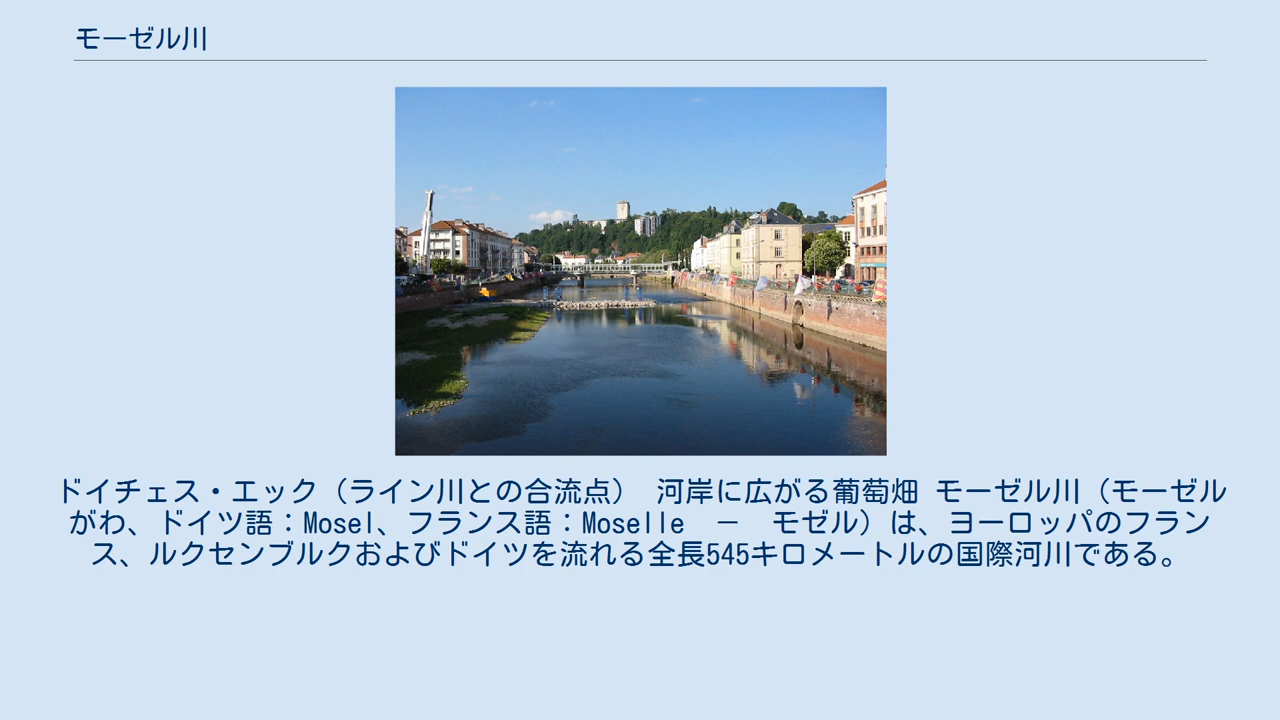 モーゼル川
ドイチェス・エック（ライン川との合流点）　河岸に広がる葡萄畑 モーゼル川（モーゼル
がわ、ドイツ語：Mosel、フランス語：Moselle　－　モゼル）は、ヨーロッパのフラン
ス、ルクセンブルクおよびドイツを流れる全長545キロメートルの国際河川である。